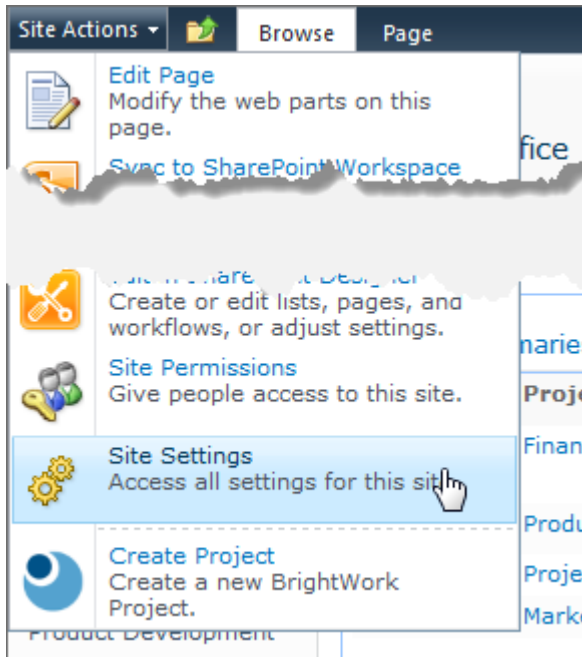 Site Actions Browse Page
Edit Page
Modify the web parts on this
page.
Sync to SharePoint Workspace
fice
Create or edit lists, pages, and
workflows, or adjust settings.
Site Permissions
Give people access to this site.
Site Settings
Access all settings for this sit
Create Project
Create a new BrightWork
Project.
narie
Proje
Finan
Produ
Proje
Marke
Product Development